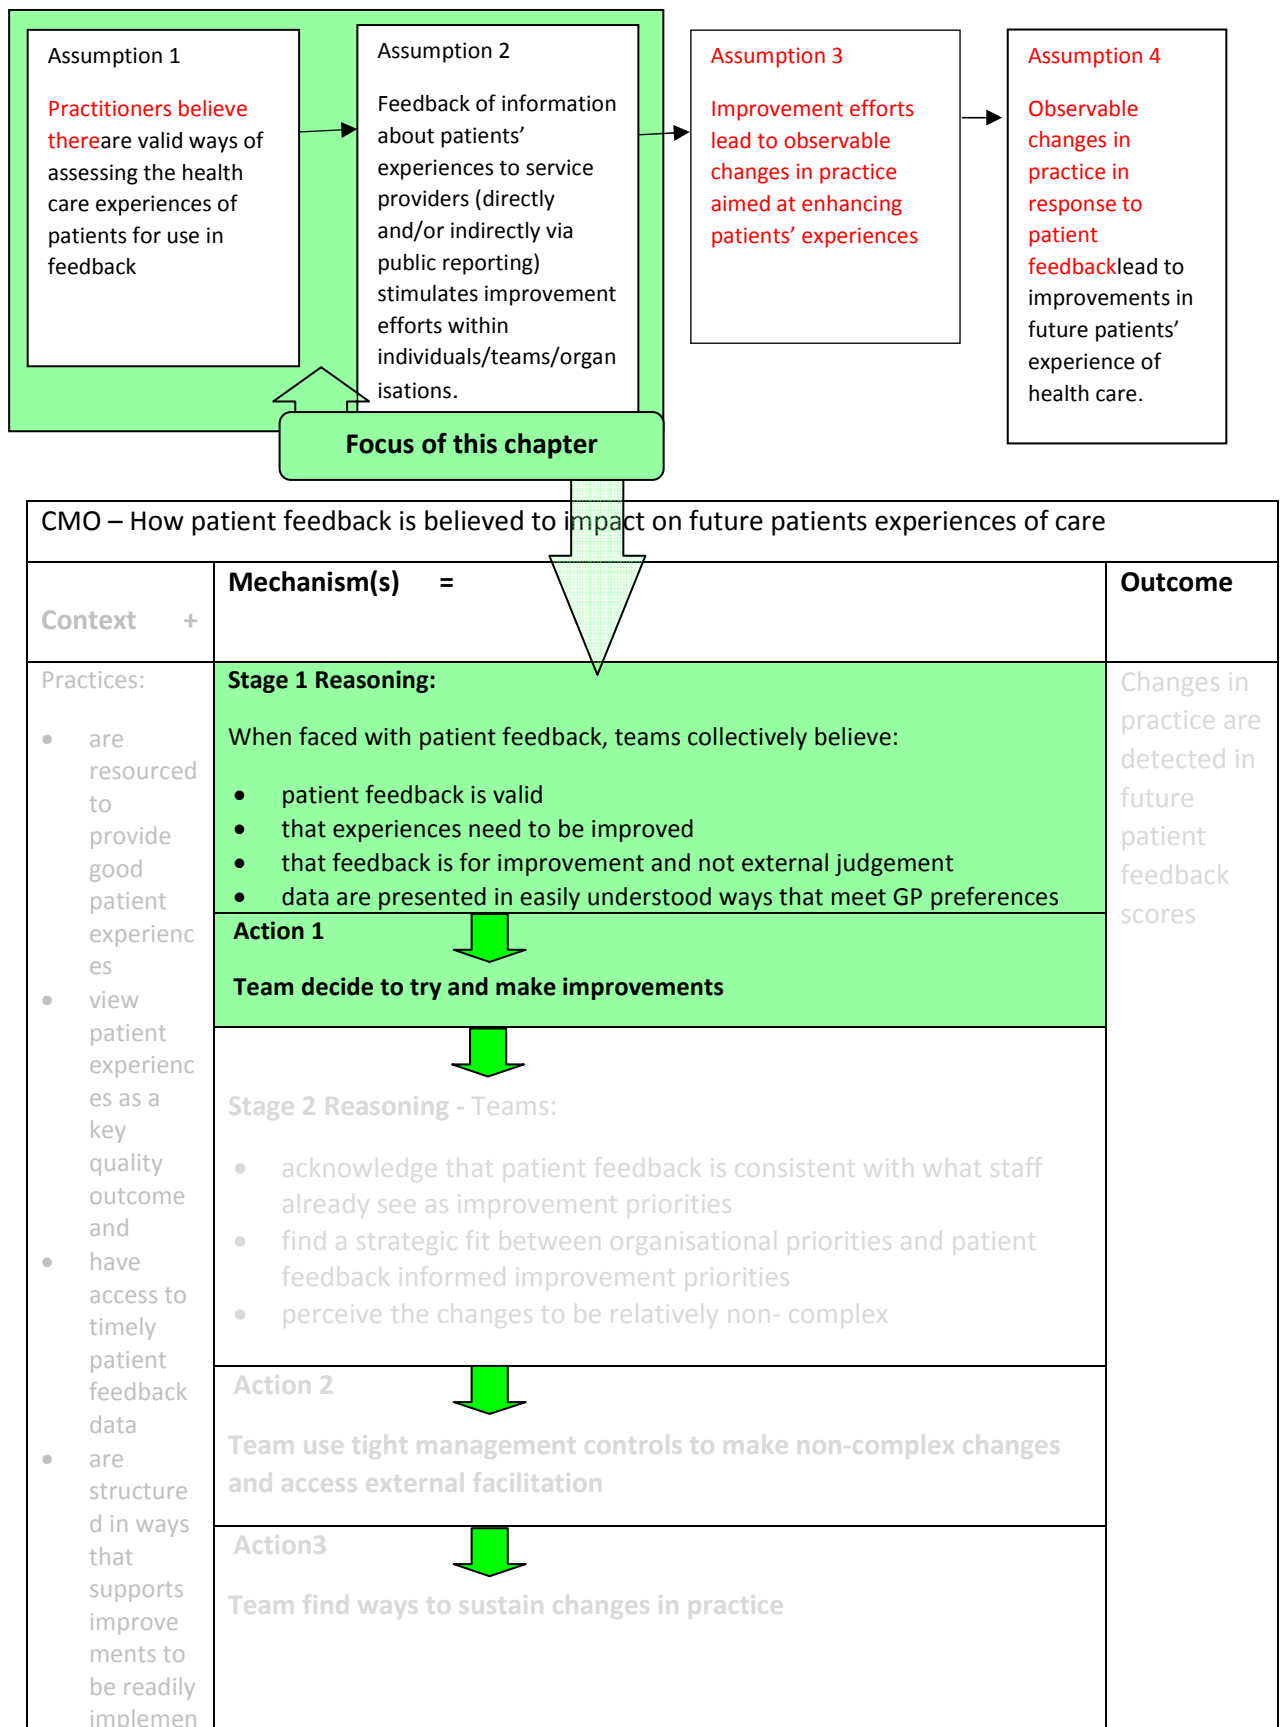 Assumption 1
Practitioners believe
thereare valid ways of
assessing the health
care experiences of
patients for use in
feedback
Assumption 2
Feedback of information
about patients’
experiences to service
providers (directly
and/or indirectly via
public reporting)
stimulates improvement
efforts within
individuals/teams/organ
isations.
Assumption 3
Improvement efforts
lead to observable
changes in practice
aimed at enhancing
patients’ experiences
Assumption 4
Observable
changes in
practice in
response to
patient
feedbacklead to
improvements in
future patients’
experience of
health care.
Focus of this chapter
CMO – How patient feedback is believed to impact on future patients experiences of care
Context +
Mechanism(s) =
Outcome
Practices:
• are
resourced
to
provide
good
patient
experienc
es
• view
patient
experienc
es as a
key
quality
outcome
and
• have
access to
timely
patient
feedback
data
• are
structure
d in ways
that
supports
improve
ments to
be readily
implemen
Stage 1 Reasoning:
When faced with patient feedback, teams collectively believe:
• patient feedback is valid
• that experiences need to be improved
• that feedback is for improvement and not external judgement
• data are presented in easily understood ways that meet GP preferences
Action 1
Team decide to try and make improvements
Stage 2 Reasoning - Teams:
• acknowledge that patient feedback is consistent with what staff
already see as improvement priorities
• find a strategic fit between organisational priorities and patient
feedback informed improvement priorities
• perceive the changes to be relatively non- complex
Action 2
Team use tight management controls to make non-complex changes
and access external facilitation
Action3
Team find ways to sustain changes in practice
Changes in
practice are
detected in
future
patient
feedback
scores